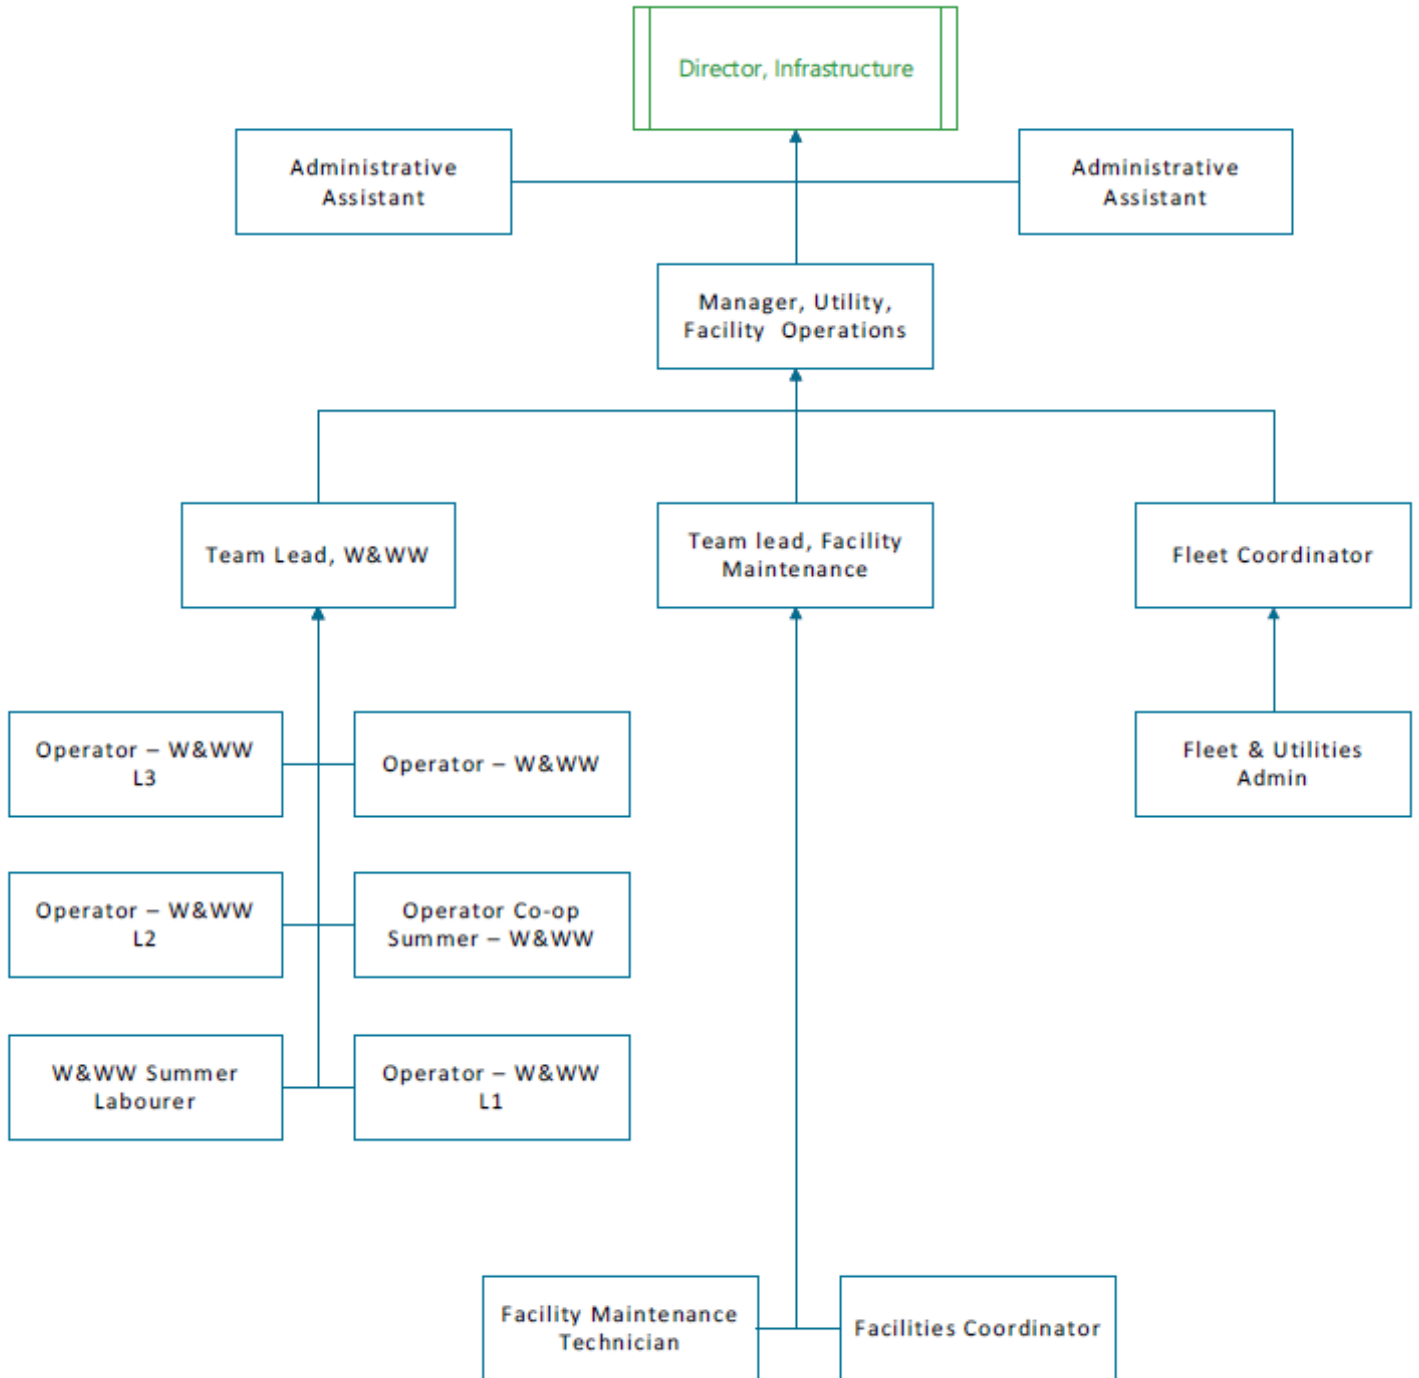 Director, Infrastructure
Administrative
Assistant
Administrative
Assistant
Manager, Utility,
Facility Operations
Team Lead, W&WW
Team lead, Facility
Maintenance
Fleet Coordinator
Operator – W&WW
L3
Operator – W&WW
Fleet & Utilities
Admin
Operator – W&WW
L2
Operator Co-op
Summer – W&WW
W&WW Summer
Labourer
Operator – W&WW
L1
Facility Maintenance
Technician
Facilities Coordinator